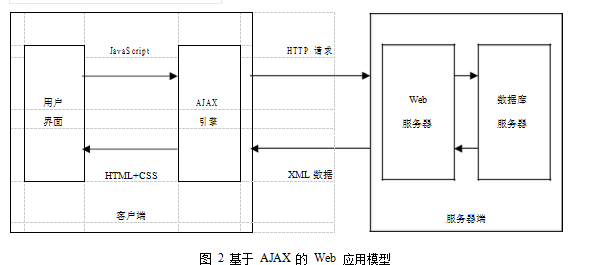 JavaScript
HTTP 请求
用户
界面
AJAX
引擎
Web
服务器
数据库
服务器
HTML+CSS
XML 数据
客户端
服务器端
图 2 基于 AJAX 的 Web 应用模型